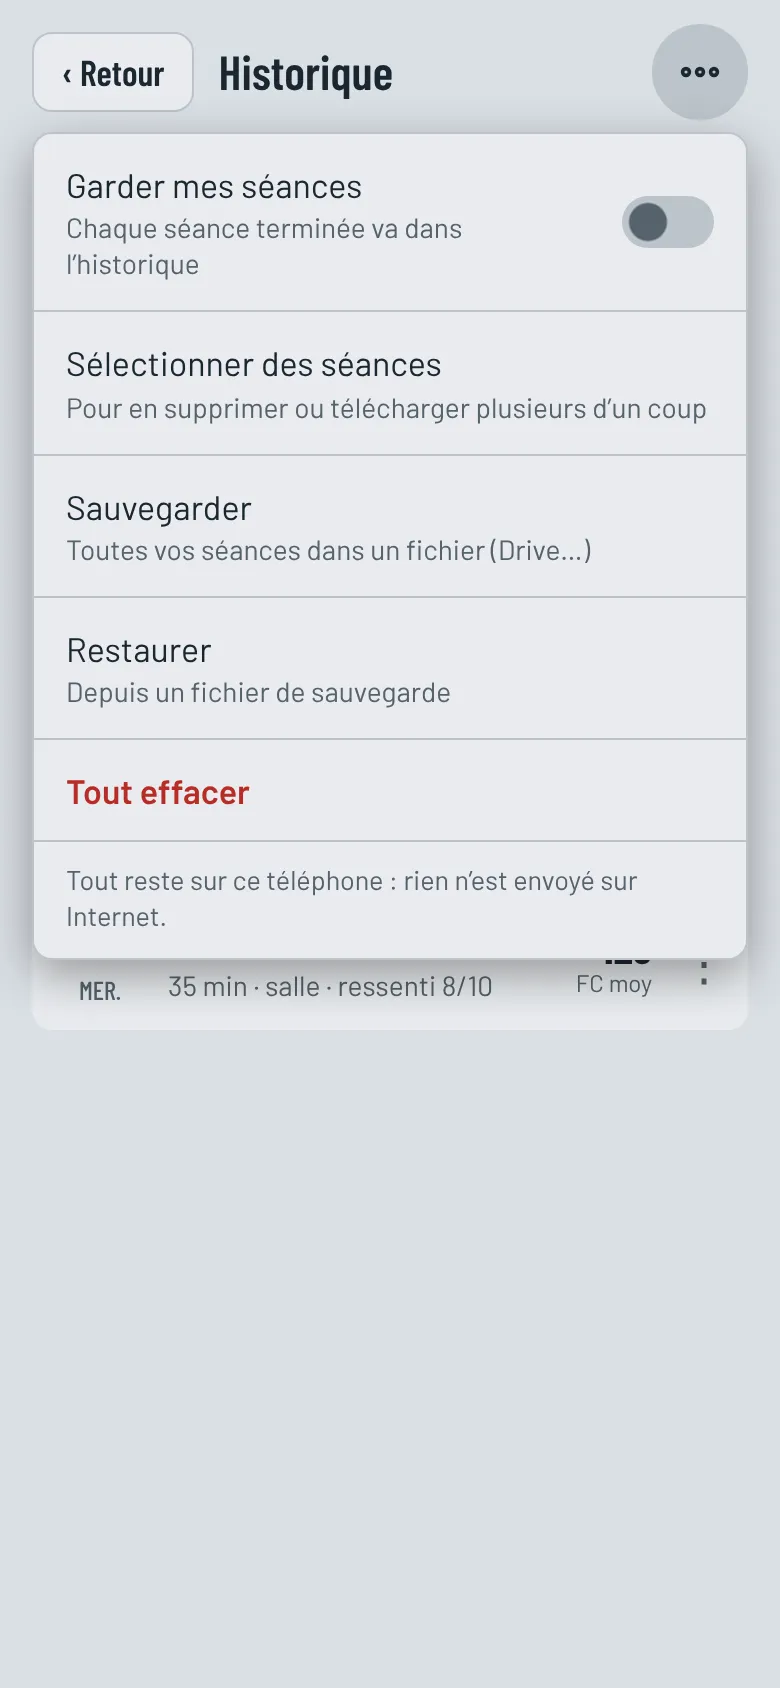 ‹ Retour Historique
Garder mes séances
Chaque séance terminée va dans
l’historique
Sélectionner des séances
Pour en supprimer ou télécharger plusieurs d’un coup
Sauvegarder
Toutes vos séances dans un fichier (Drive…)
Restaurer
Depuis un fichier de sauvegarde
Tout effacer
Tout reste sur ce téléphone : rien n’est envoyé sur
Internet.
MER. 35 min · salle · ressenti 8/10 FC moy